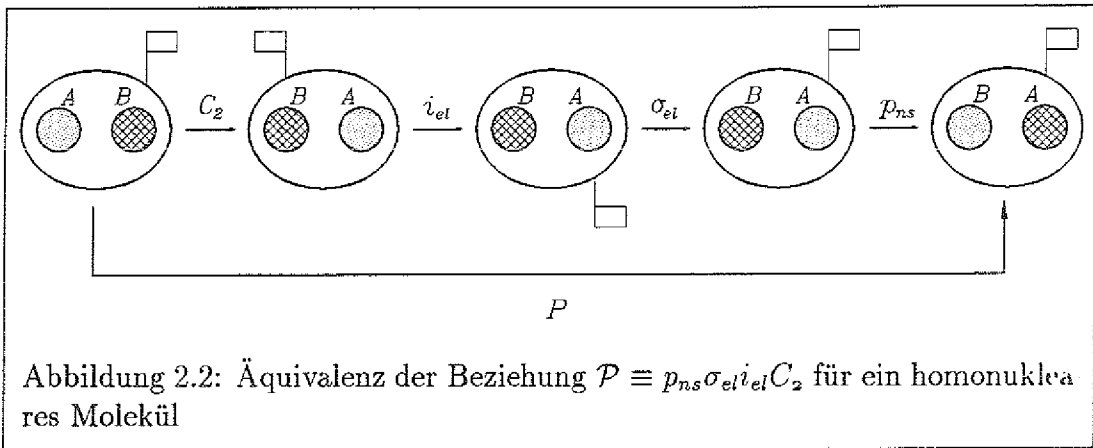 A B C₂ B A i_el B A σ_el B A p_ns B A
P
Abbildung 2.2: Äquivalenz der Beziehung 𝒫 ≡ p_ns σ_el i_el C₂ für ein homonuklea
res Molekül